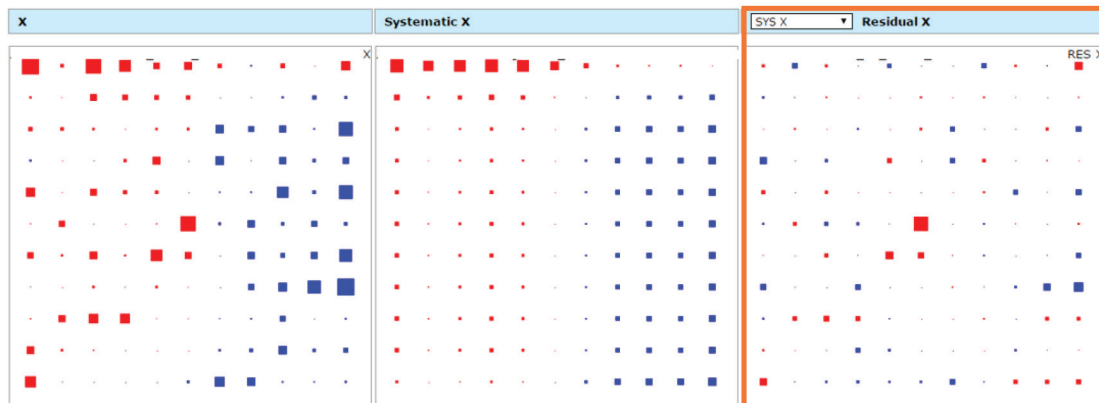 X
Systematic X
SYS X
Residual X
X
RES X